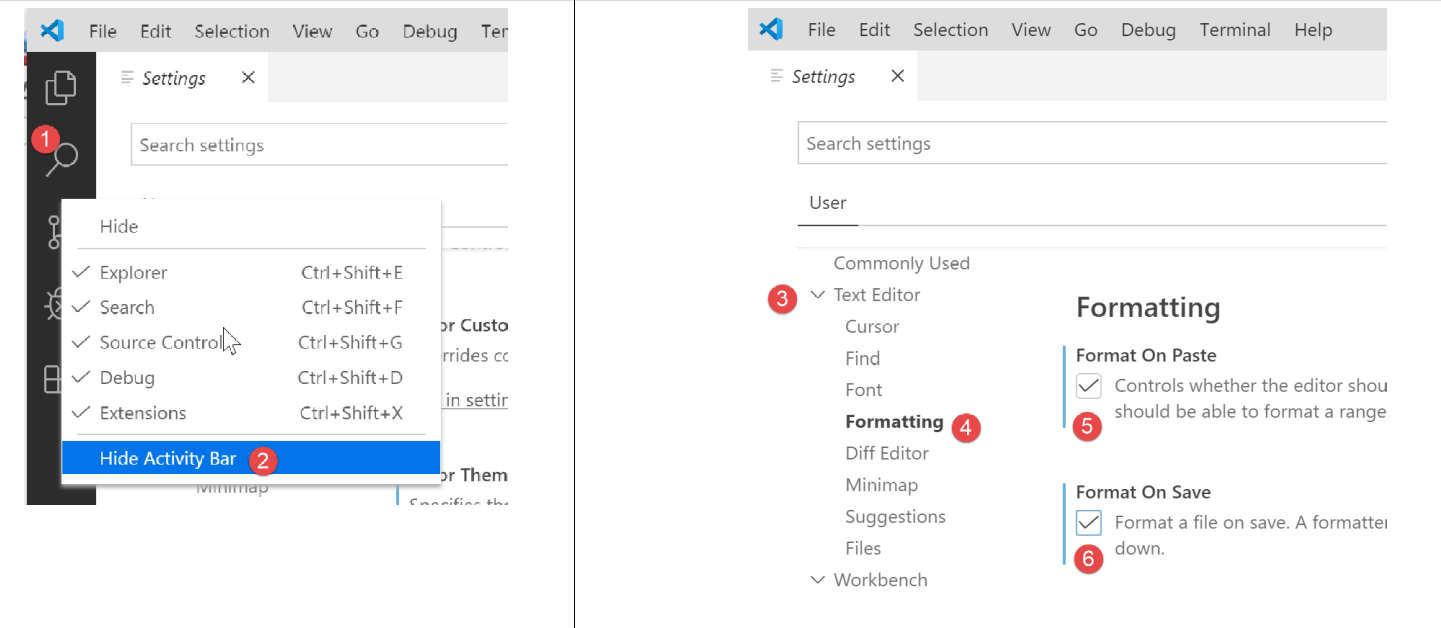 File Edit Selection View Go Debug Ter
Settings
Search settings
1
Hide
Explorer Ctrl+Shift+E
Search Ctrl+Shift+F
Source Control Ctrl+Shift+G
Debug Ctrl+Shift+D
Extensions Ctrl+Shift+X
Hide Activity Bar 2
or Custo
rrides co
in settin
or Them
Minimap
Specifies the
File Edit Selection View Go Debug Terminal Help
Settings
Search settings
User
Commonly Used
3 Text Editor
Cursor
Find
Font
Formatting 4
Diff Editor
Minimap
Suggestions
Files
Workbench
Formatting
Format On Paste
Controls whether the editor shou
should be able to format a range
5
Format On Save
Format a file on save. A formatter
down.
6